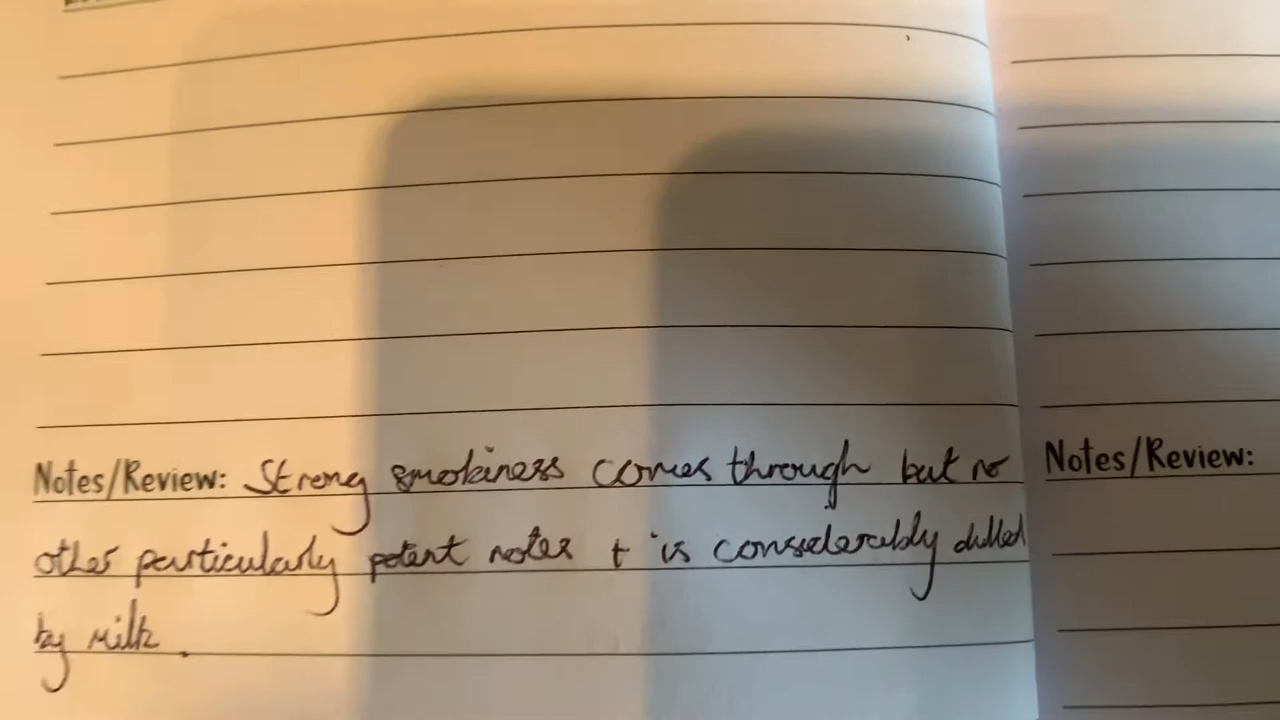 Notes/Review: Strong smokiness comes through but no
other particularly potent notes + is considerably dulled
by milk.
Notes/Review: